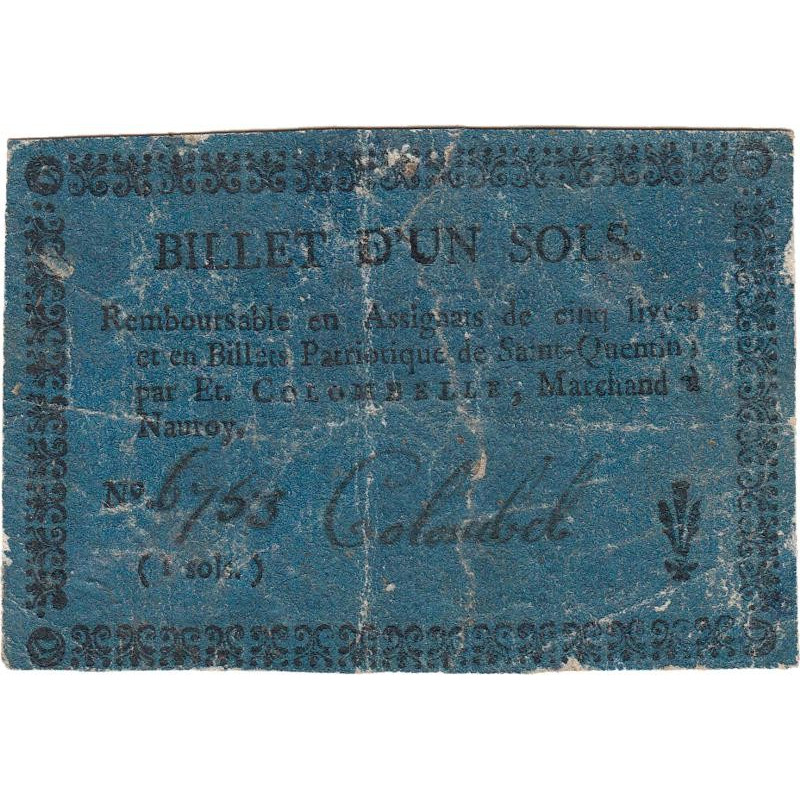 BILLET D'UN SOLS.
Remboursable en Assignats de cinq livres
et en Billets Patriotique de Saint-Quentin;
par Et. COLOMBELLE, Marchand à
Nauroy.
No. 6753 Colombele
( 1 sols. )